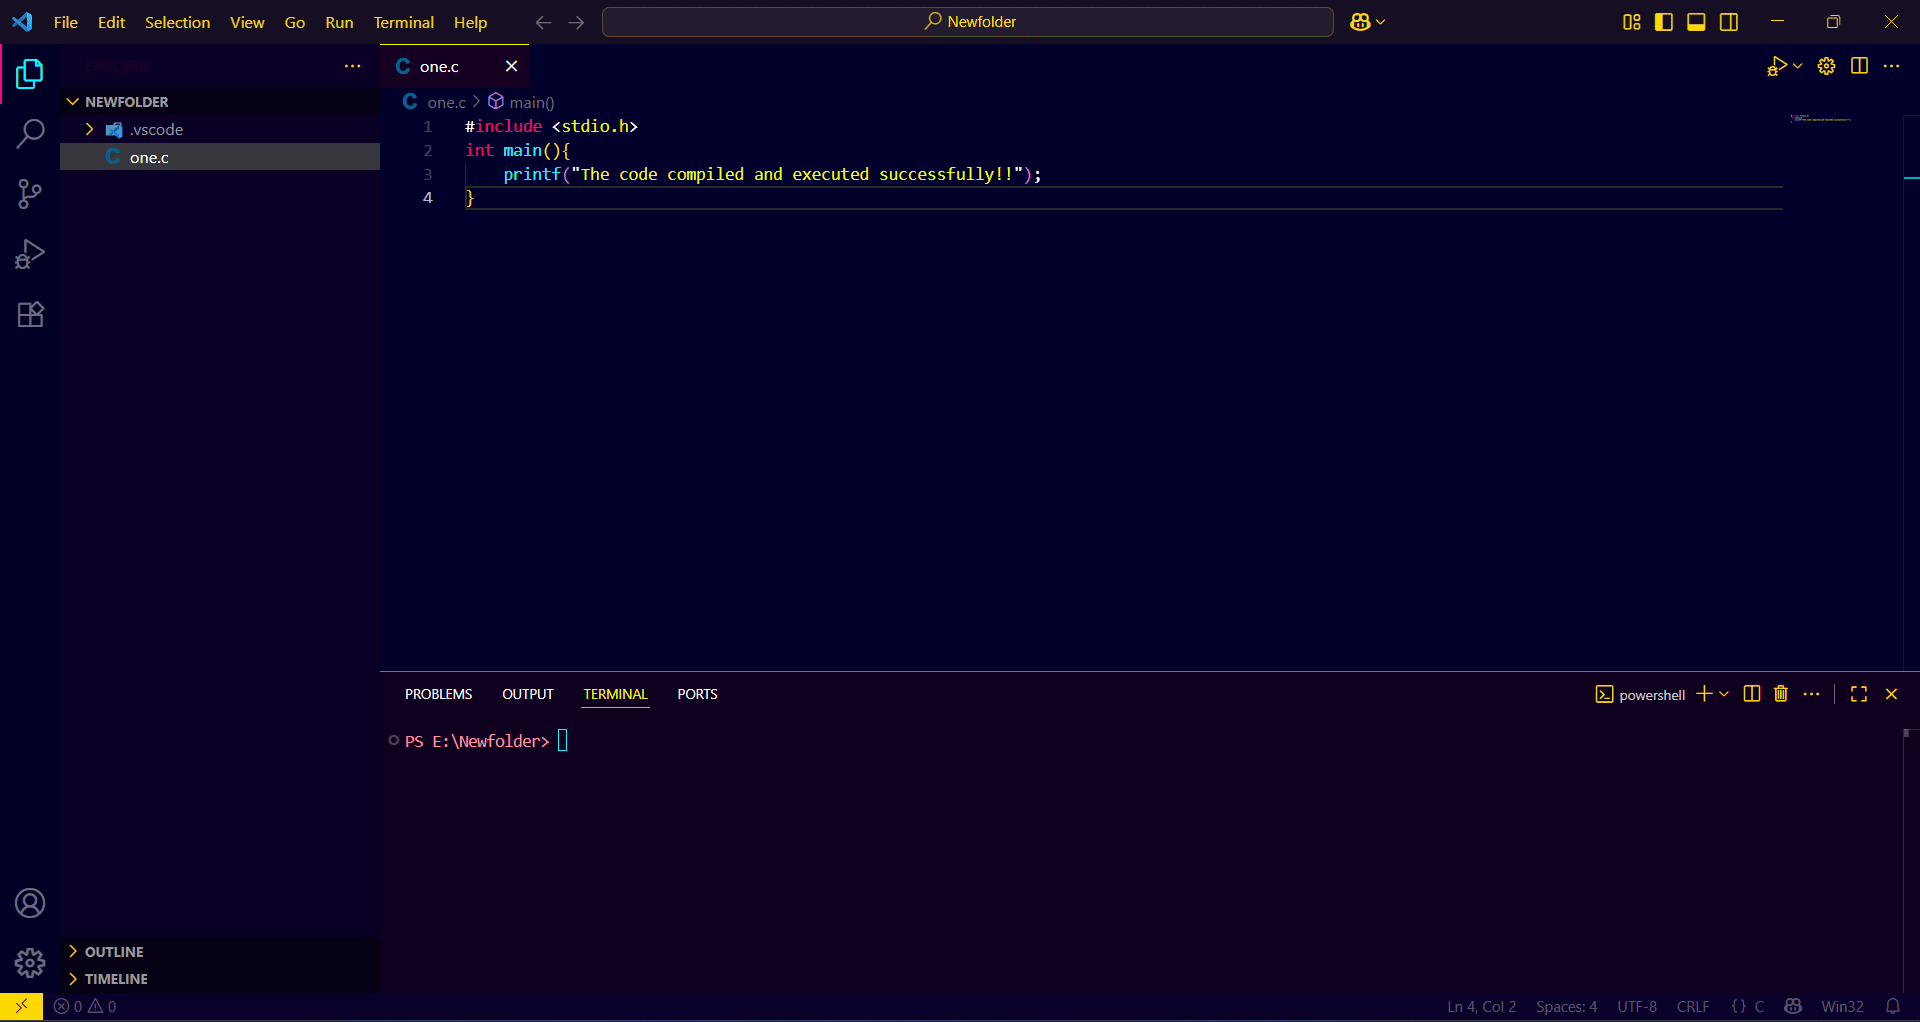 File Edit Selection View Go Run Terminal Help Newfolder
EXPLORER
one.c
NEWFOLDER
.vscode
one.c
one.c > main()
1 #include <stdio.h>
2 int main(){
3 printf("The code compiled and executed successfully!!");
4 }
PROBLEMS OUTPUT TERMINAL PORTS powershell
PS E:\Newfolder>
OUTLINE
TIMELINE
0 0 Ln 4, Col 2 Spaces: 4 UTF-8 CRLF {} C Win32